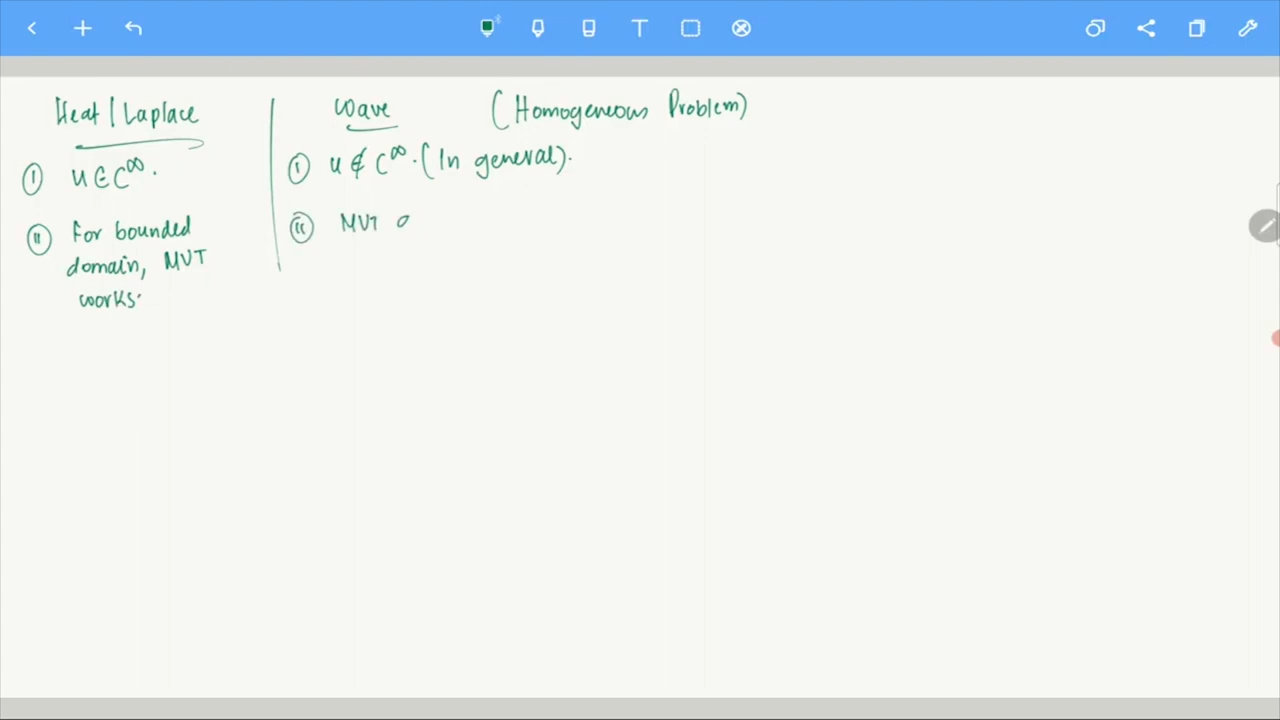 Heat | Laplace
① u ∈ C^∞.
② For bounded
domain, MVT
works.
Wave (Homogeneous Problem)
① u ∉ C^∞. (In general).
② MVT